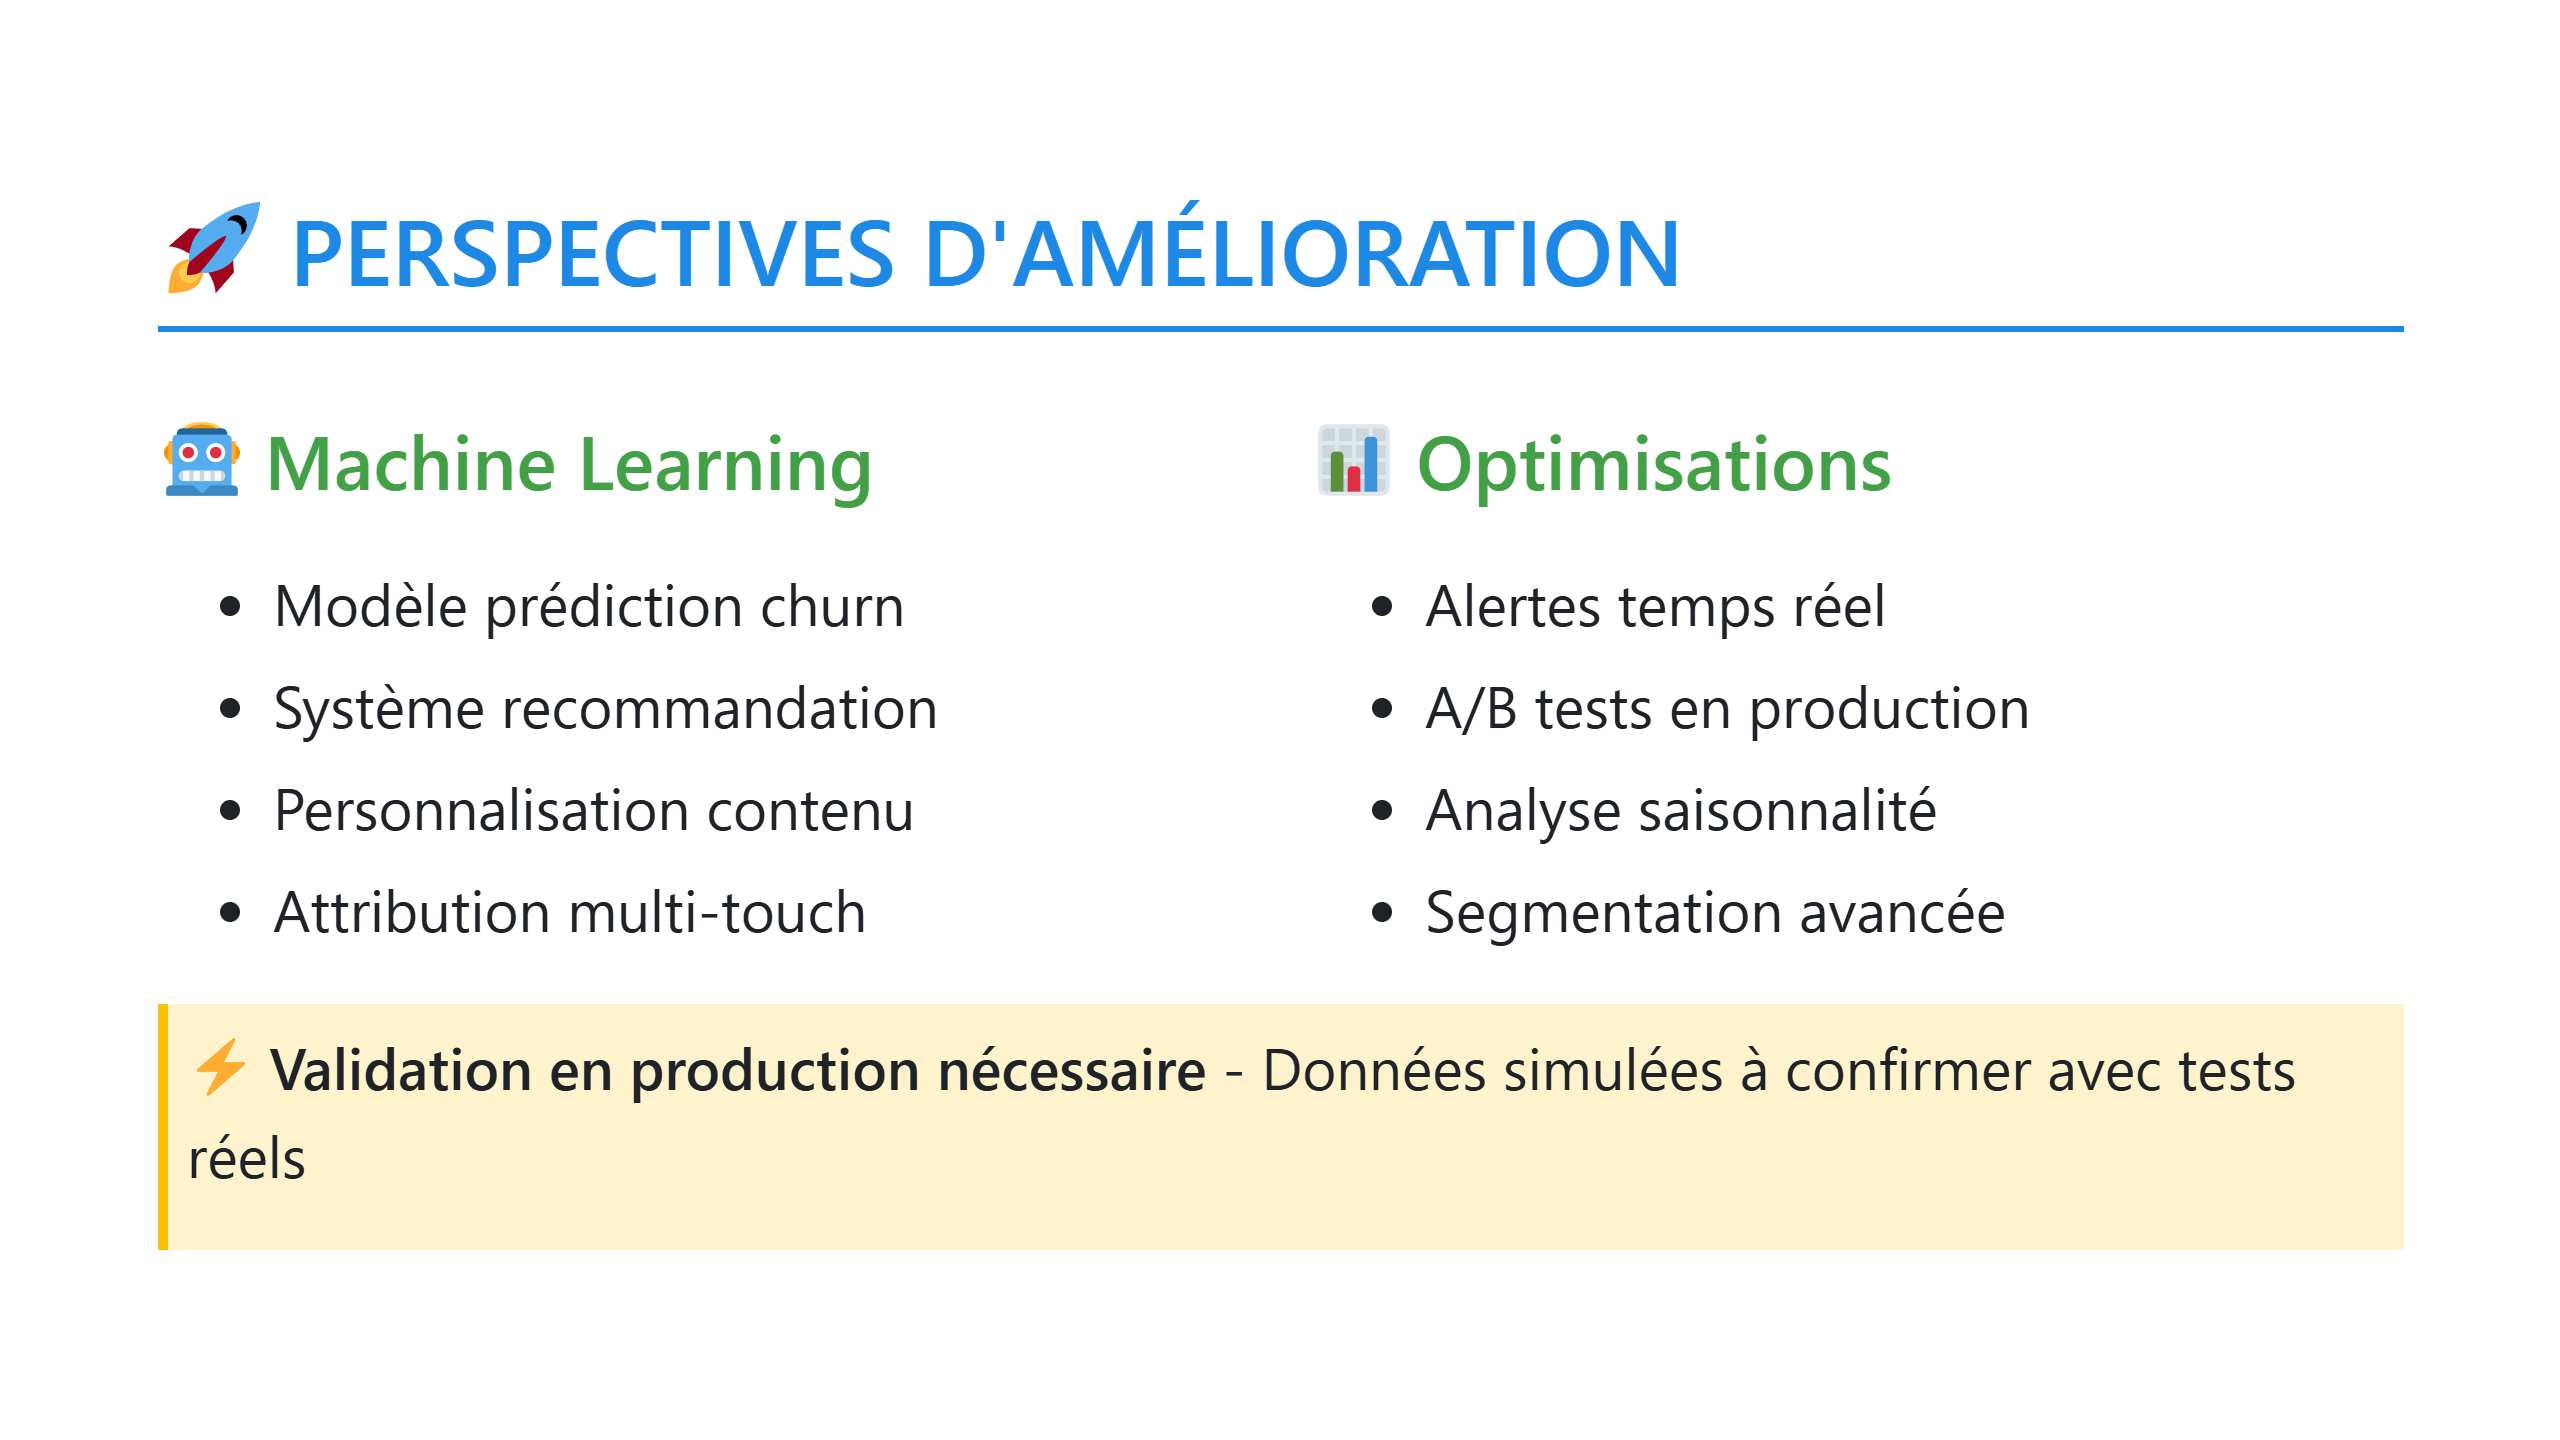 PERSPECTIVES D'AMÉLIORATION
Machine Learning
Modèle prédiction churn
Système recommandation
Personnalisation contenu
Attribution multi-touch
Optimisations
Alertes temps réel
A/B tests en production
Analyse saisonnalité
Segmentation avancée
Validation en production nécessaire - Données simulées à confirmer avec tests
réels